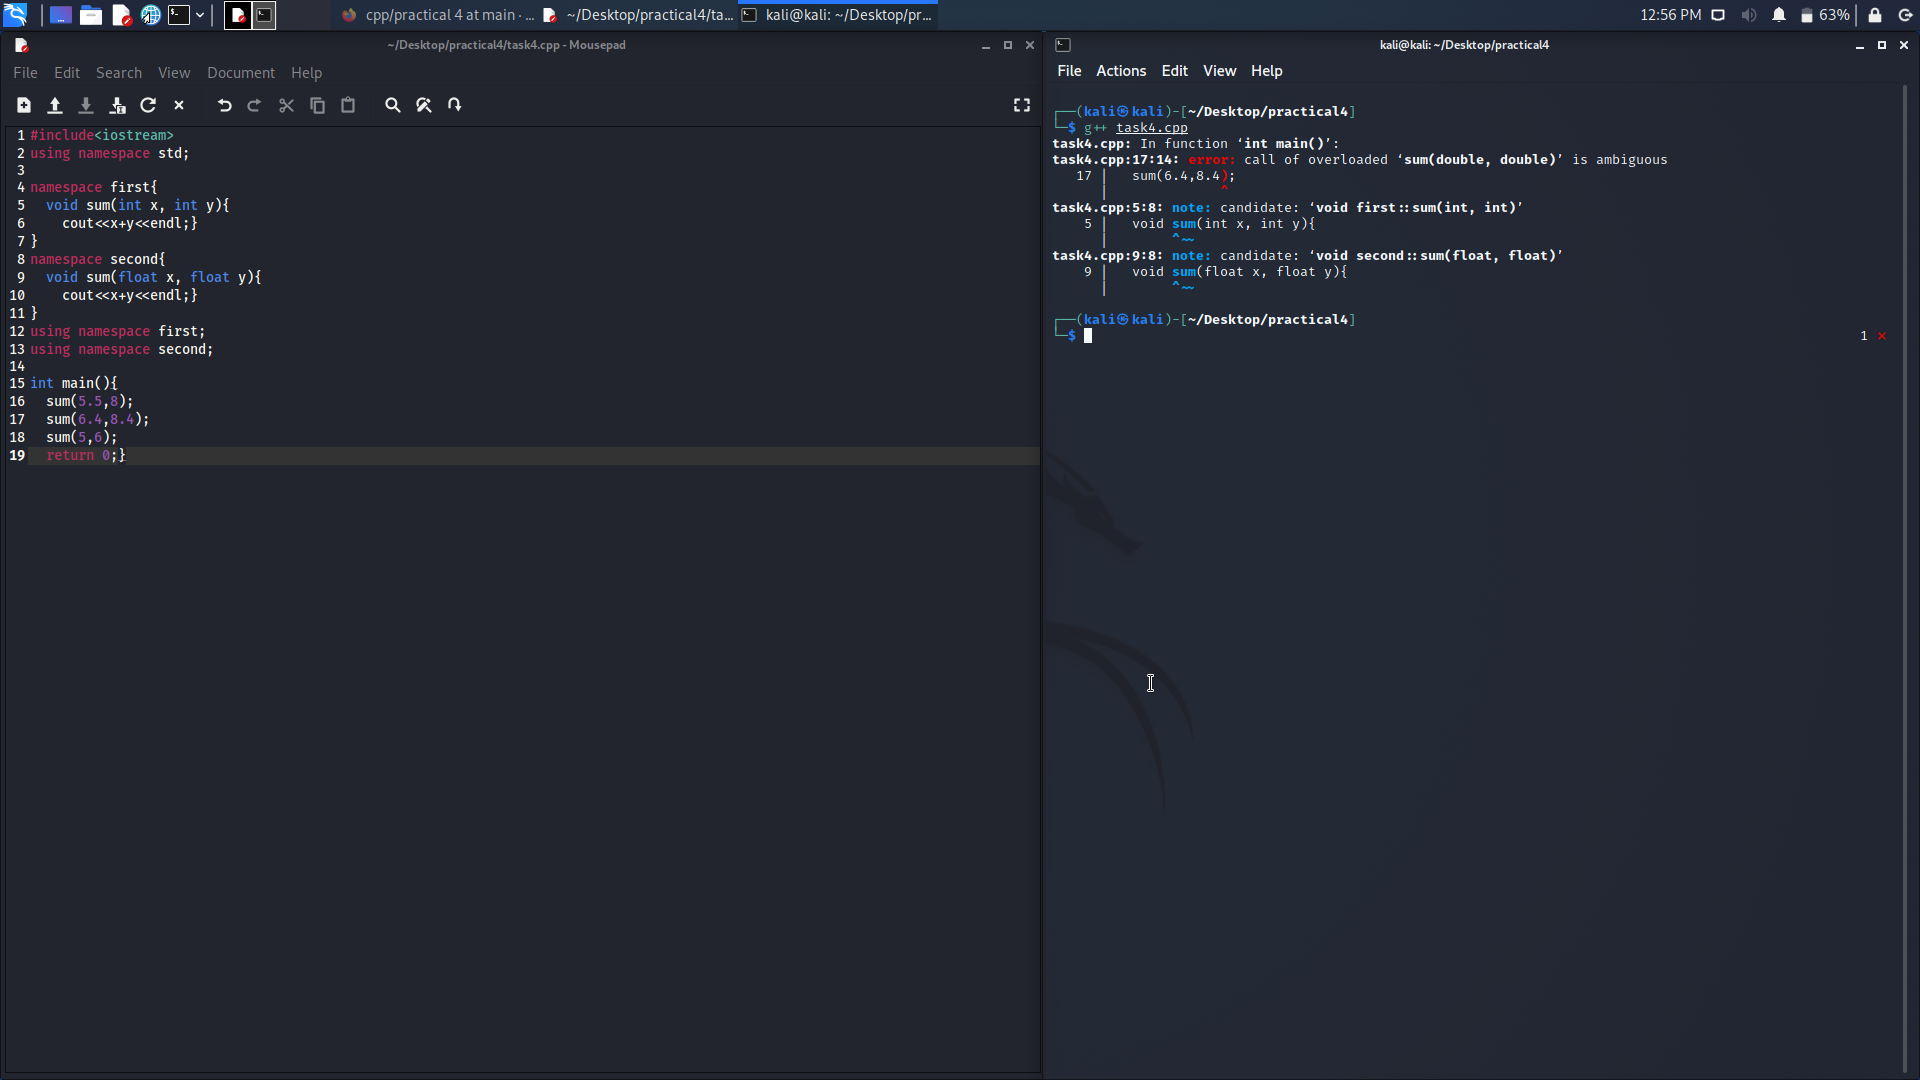 cpp/practical 4 at main · ...
~/Desktop/practical4/ta...
kali@kali: ~/Desktop/pr...
12:56 PM
63%
~/Desktop/practical4/task4.cpp - Mousepad
File Edit Search View Document Help
1 #include<iostream>
2 using namespace std;
3
4 namespace first{
5   void sum(int x, int y){
6     cout<<x+y<<endl;}
7 }
8 namespace second{
9   void sum(float x, float y){
10     cout<<x+y<<endl;}
11 }
12 using namespace first;
13 using namespace second;
14
15 int main(){
16   sum(5.5,8);
17   sum(6.4,8.4);
18   sum(5,6);
19   return 0;}
kali@kali: ~/Desktop/practical4
File Actions Edit View Help
┌──(kali㉿kali)-[~/Desktop/practical4]
└─$ g++ task4.cpp
task4.cpp: In function ‘int main()’:
task4.cpp:17:14: error: call of overloaded ‘sum(double, double)’ is ambiguous
   17 |   sum(6.4,8.4);
      |              ^
task4.cpp:5:8: note: candidate: ‘void first::sum(int, int)’
    5 |   void sum(int x, int y){
      |        ^~~
task4.cpp:9:8: note: candidate: ‘void second::sum(float, float)’
    9 |   void sum(float x, float y){
      |        ^~~
┌──(kali㉿kali)-[~/Desktop/practical4]
└─$ 1 ⨯